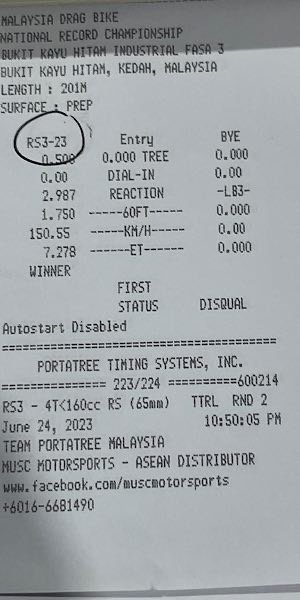 MALAYSIA DRAG BIKE
NATIONAL RECORD CHAMPIONSHIP
BUKIT KAYU HITAM INDUSTRIAL FASA 3
BUKIT KAYU HITAM, KEDAH, MALAYSIA
LENGTH : 201M
SURFACE : PREP
RS3-23 Entry BYE
0.500 0.000 TREE 0.000
0.00 DIAL-IN 0.00
2.987 REACTION -LB3-
1.750 -----60FT----- 0.000
150.55 -----KM/H----- 0.00
7.278 ------ET------ 0.000
WINNER
FIRST
STATUS DISQUAL
Autostart Disabled
========================================
PORTATREE TIMING SYSTEMS, INC.
=============== 223/224 ==========600214
RS3 - 4T<160cc RS (65mm) TTRL RND 2
June 24, 2023 10:50:05 PM
TEAM PORTATREE MALAYSIA
MUSC MOTORSPORTS - ASEAN DISTRIBUTOR
www.facebook.com/muscmotorsports
+6016-6681490